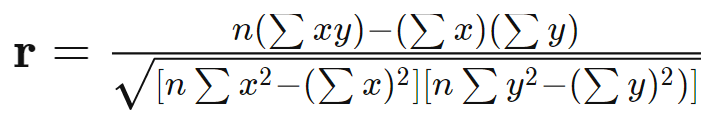 r = n(∑ xy)−(∑ x)(∑ y) / √[n ∑ x²−(∑ x)²][n ∑ y²−(∑ y)²)]